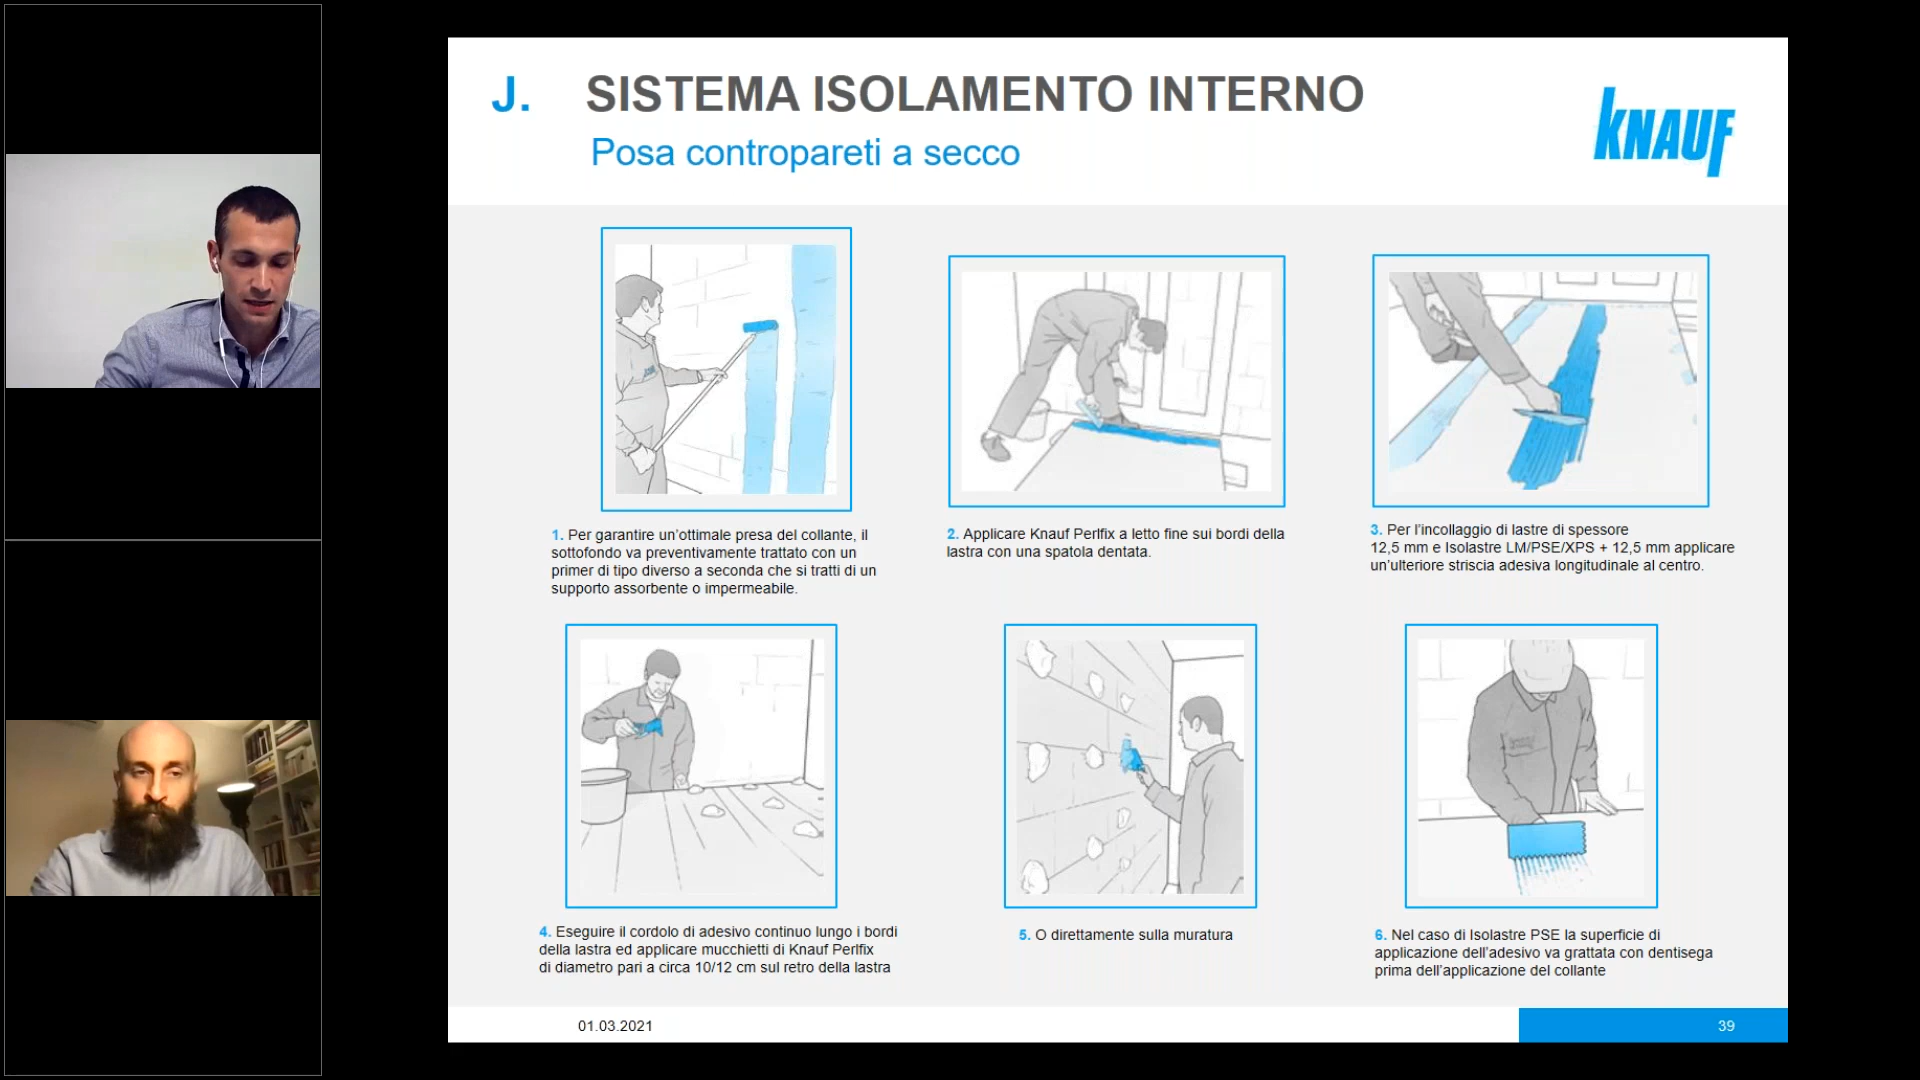 J. SISTEMA ISOLAMENTO INTERNO
Posa contropareti a secco
KNAUF
1. Per garantire un'ottimale presa del collante, il
sottofondo va preventivamente trattato con un
primer di tipo diverso a seconda che si tratti di un
supporto assorbente o impermeabile.
2. Applicare Knauf Perlfix a letto fine sui bordi della
lastra con una spatola dentata.
3. Per l'incollaggio di lastre di spessore
12,5 mm e Isolastre LM/PSE/XPS + 12,5 mm applicare
un'ulteriore striscia adesiva longitudinale al centro.
4. Eseguire il cordolo di adesivo continuo lungo i bordi
della lastra ed applicare mucchietti di Knauf Perlfix
di diametro pari a circa 10/12 cm sul retro della lastra
5. O direttamente sulla muratura
6. Nel caso di Isolastre PSE la superficie di
applicazione dell'adesivo va grattata con dentisega
prima dell'applicazione del collante
01.03.2021
39